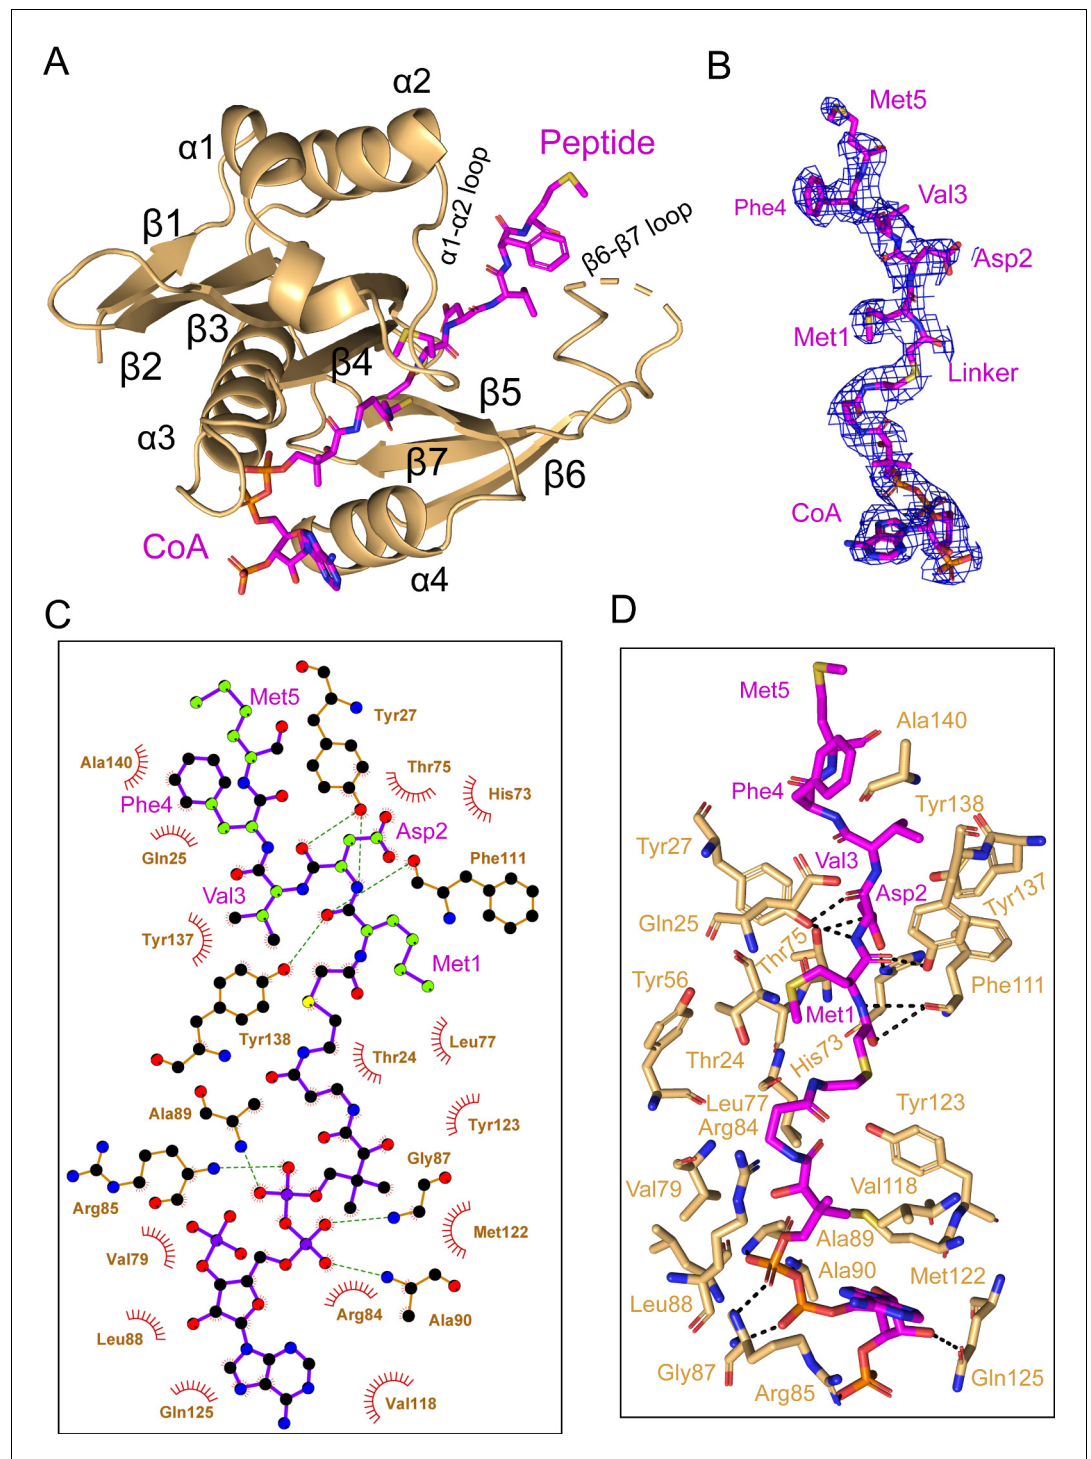 A
α2
α1
Peptide
α1-α2 loop
β1
β6-β7 loop
β3
β2
β4
β5
α3
β7
β6
CoA
α4
B
Met5
Phe4
Val3
Asp2
Met1
Linker
CoA
C
Met5
Tyr27
Ala140
Thr75
His73
Phe4
Asp2
Gln25
Phe111
Val3
Tyr137
Met1
Tyr138
Leu77
Thr24
Ala89
Tyr123
Gly87
Arg85
Met122
Val79
Arg84
Ala90
Leu88
Gln125
Val118
D
Met5
Ala140
Phe4
Tyr138
Tyr27
Val3
Asp2
Tyr137
Gln25
Thr75
Tyr56
Phe111
Met1
His73
Thr24
Leu77
Tyr123
Arg84
Val79
Val118
Ala89
Ala90
Met122
Leu88
Gly87
Arg85
Gln125